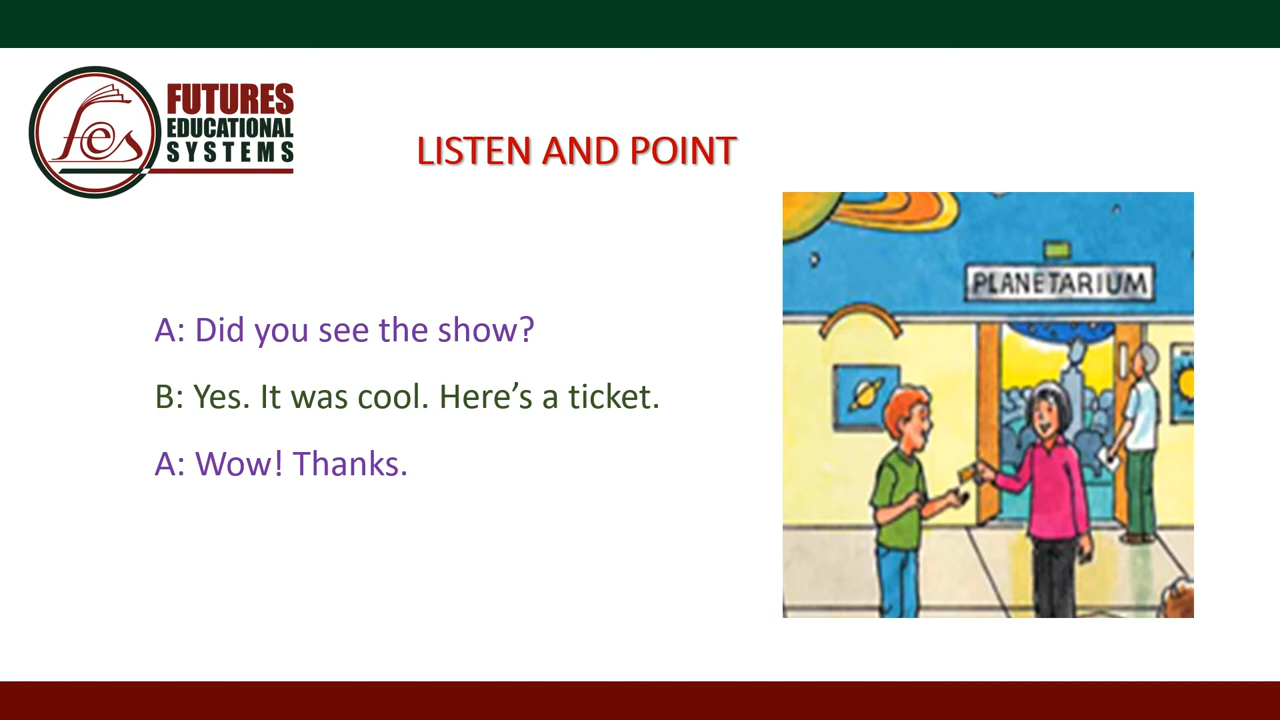 fes
FUTURES
EDUCATIONAL
SYSTEMS
LISTEN AND POINT
PLANETARIUM
A: Did you see the show?
B: Yes. It was cool. Here’s a ticket.
A: Wow! Thanks.